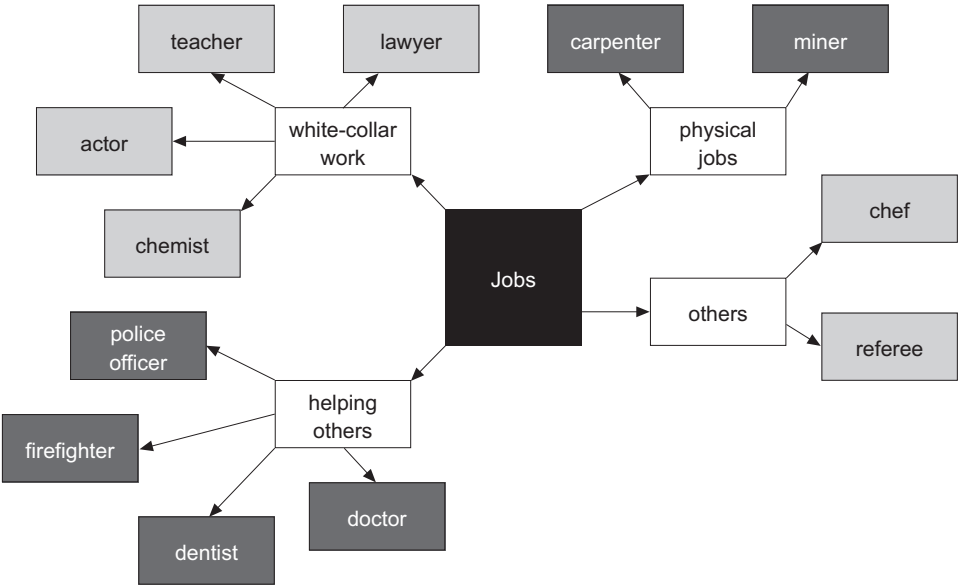 teacher
lawyer
carpenter
miner
actor
white-collar
work
physical
jobs
chef
chemist
Jobs
others
referee
police
officer
helping
others
firefighter
doctor
dentist